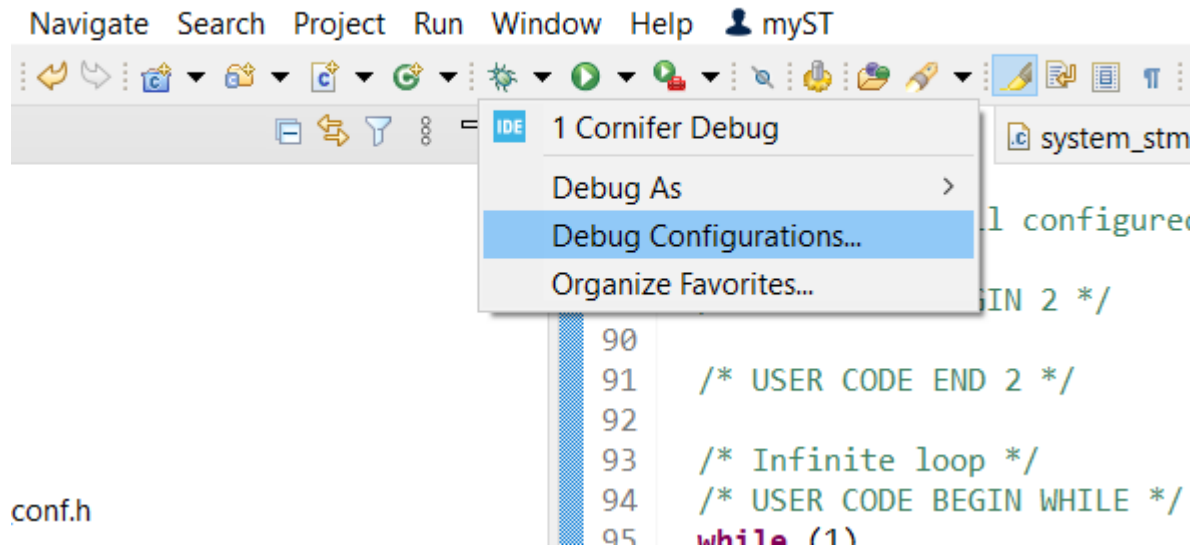 Navigate Search Project Run Window Help myST
IDE 1 Cornifer Debug
system_stm
Debug As
Debug Configurations...
l configured
Organize Favorites...
IN 2 */
90
91 /* USER CODE END 2 */
92
93 /* Infinite loop */
94 /* USER CODE BEGIN WHILE */
conf.h
95 while (1)